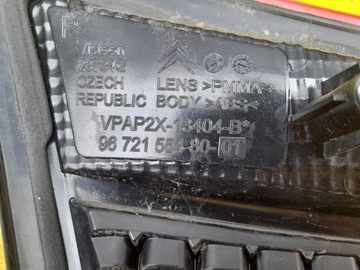 R
CZECH LENS >PMMA<
REPUBLIC BODY >ABS<
VPAP2X-13404-B
96 721 554 80-01